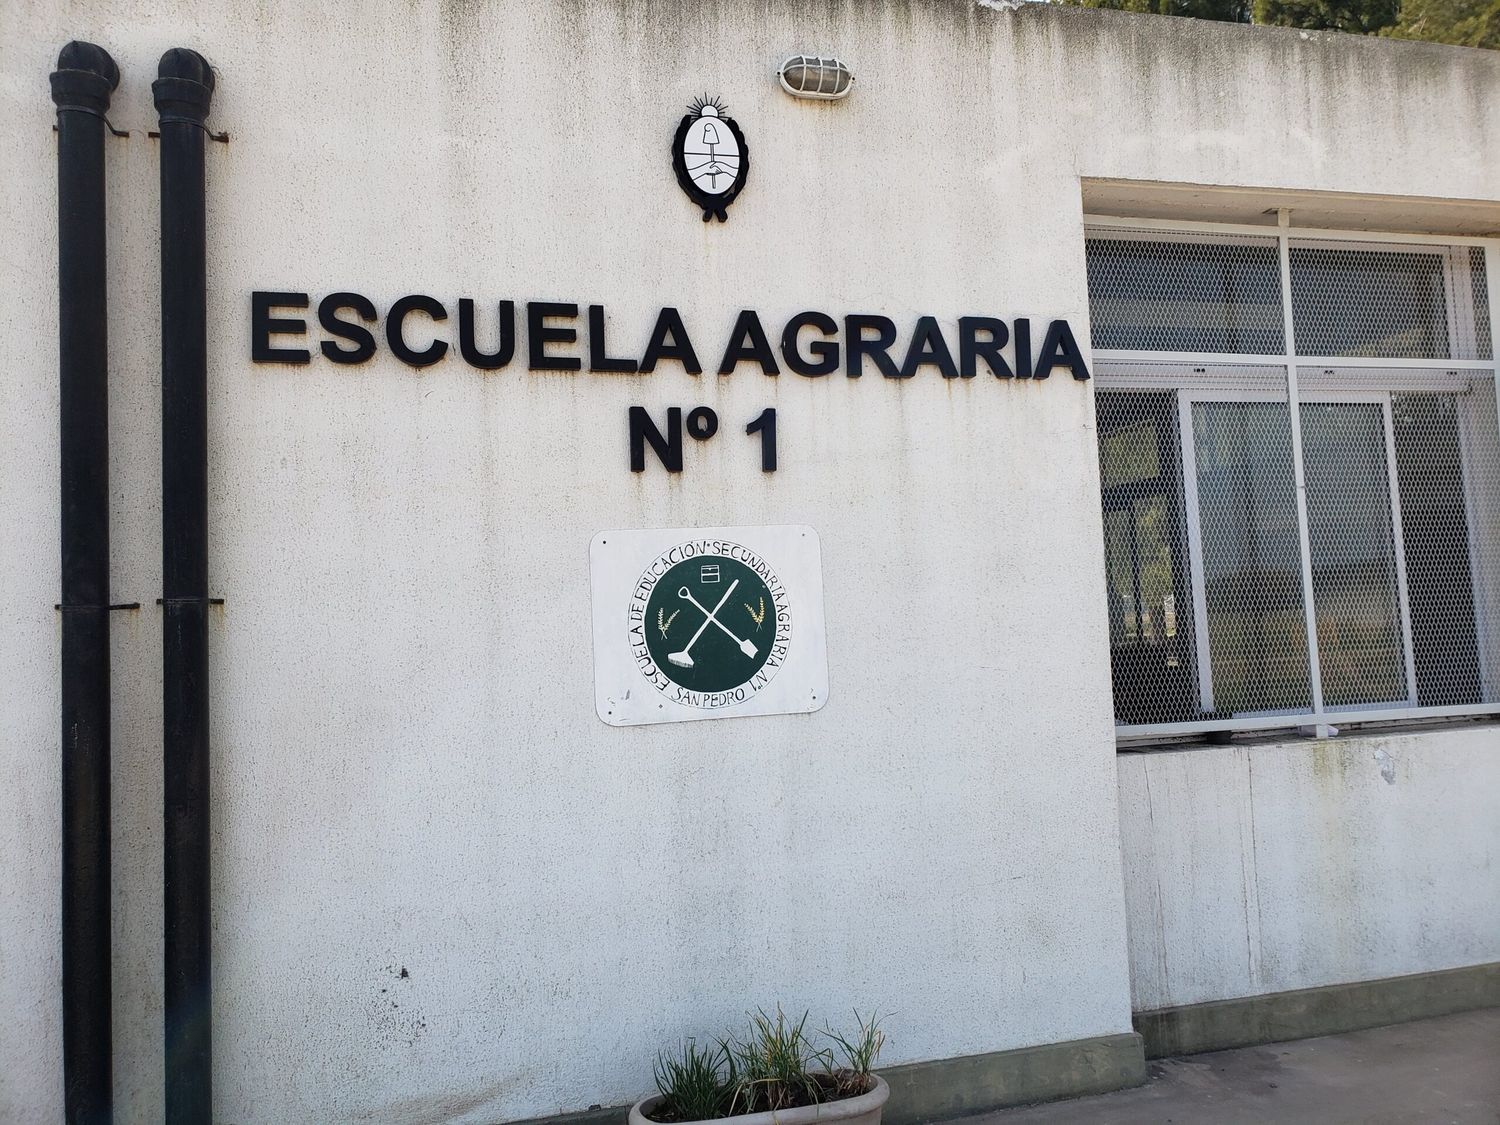 ESCUELA AGRARIA
Nº 1
ESCUELA DE EDUCACIÓN SECUNDARIA AGRARIA Nº1
SAN PEDRO